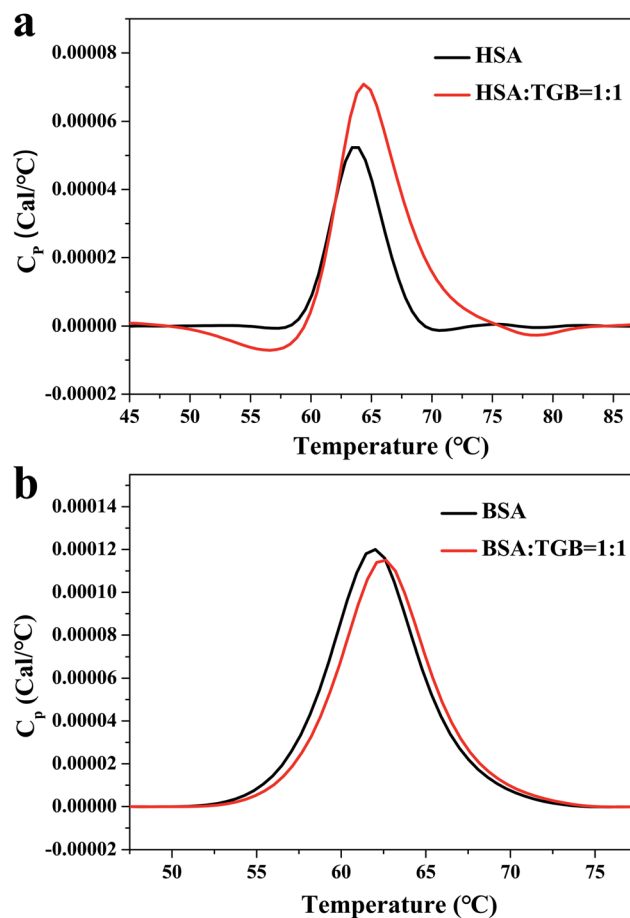 a
HSA
HSA:TGB=1:1
0.00008
0.00006
0.00004
0.00002
0.00000
-0.00002
Cₚ (Cal/°C)
45 50 55 60 65 70 75 80 85
Temperature (°C)
b
BSA
BSA:TGB=1:1
0.00014
0.00012
0.00010
0.00008
0.00006
0.00004
0.00002
0.00000
-0.00002
Cₚ (Cal/°C)
50 55 60 65 70 75
Temperature (°C)